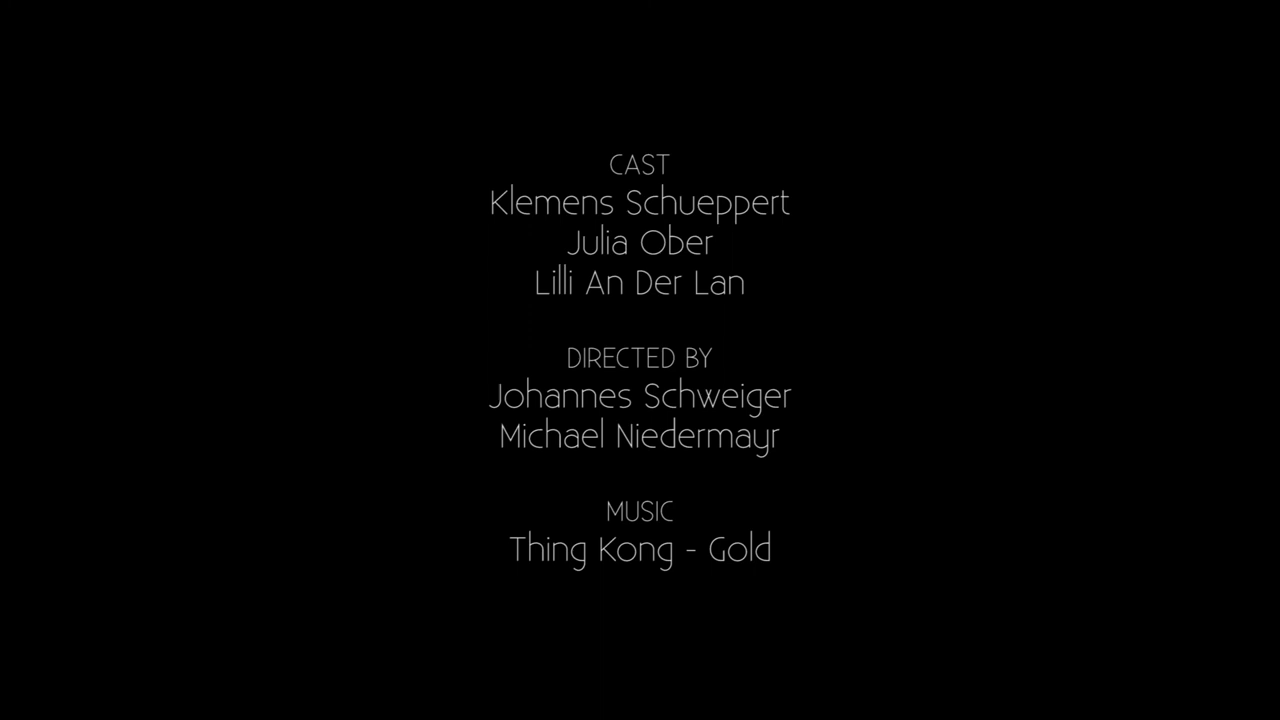 CAST
Klemens Schueppert
Julia Ober
Lilli An Der Lan
DIRECTED BY
Johannes Schweiger
Michael Niedermayr
MUSIC
Thing Kong - Gold